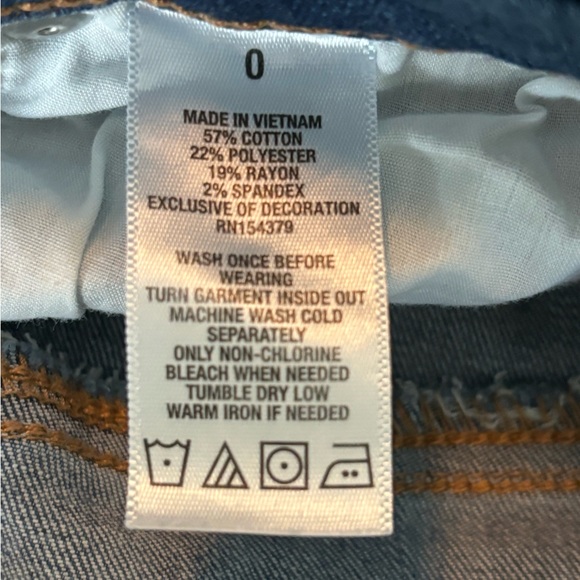 0
MADE IN VIETNAM
57% COTTON
22% POLYESTER
19% RAYON
2% SPANDEX
EXCLUSIVE OF DECORATION
RN154379
WASH ONCE BEFORE
WEARING
TURN GARMENT INSIDE OUT
MACHINE WASH COLD
SEPARATELY
ONLY NON-CHLORINE
BLEACH WHEN NEEDED
TUMBLE DRY LOW
WARM IRON IF NEEDED